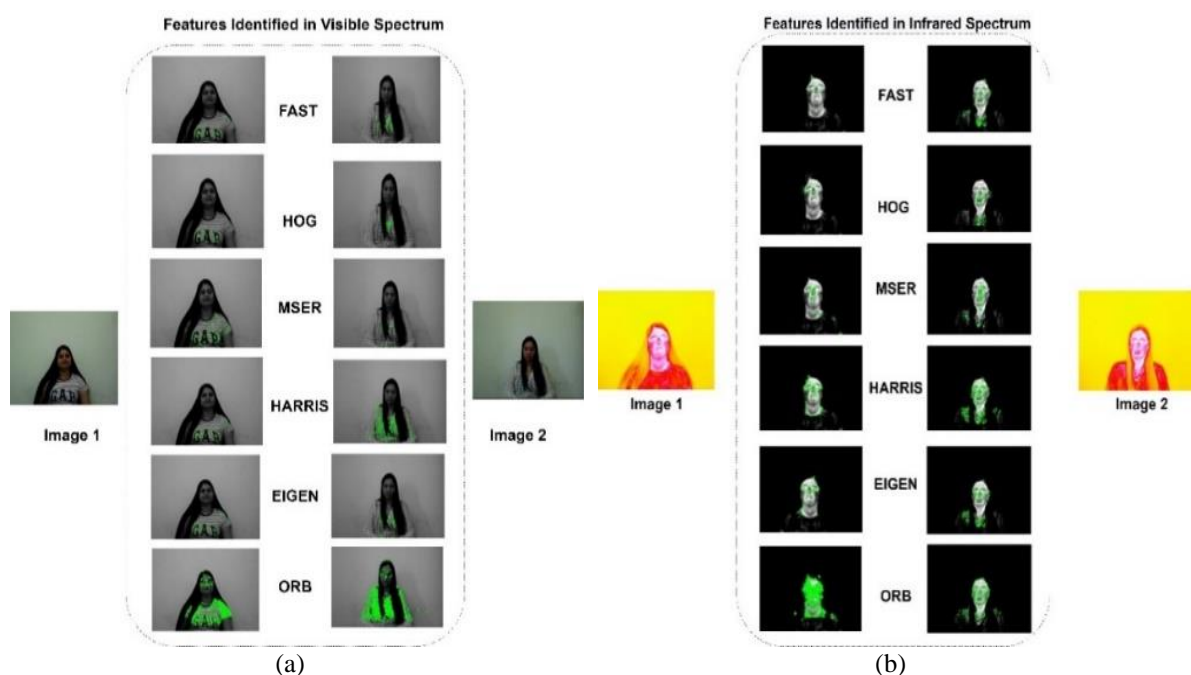 Features Identified in Visible Spectrum
FAST
HOG
MSER
HARRIS
EIGEN
ORB
GAP
Image 1
Image 2
(a)
Features Identified in Infrared Spectrum
FAST
HOG
MSER
HARRIS
EIGEN
ORB
Image 1
Image 2
(b)